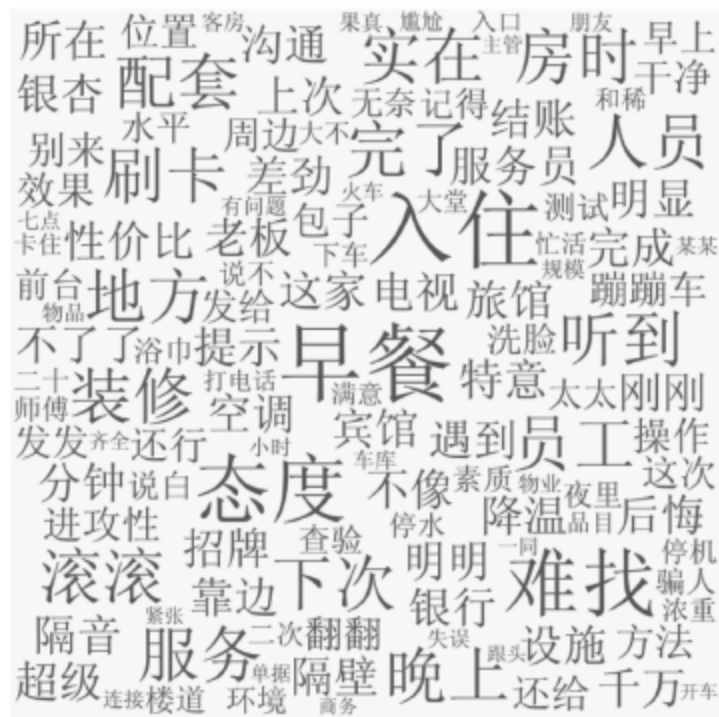 所在 位置 客房 沟通 果真 尴尬 入口 朋友 早上
实在 主管 房时 干净
银杏 配套 上次 无奈 记得 结账 和稀
水平 周边 大不 完了 人员
别来 刷卡 差劲 服务员
效果 有问题 火车 大堂 入住 测试 明显
七点 卡住 性价比 老板 包子 下车 忙活 完成 某某
前台 地方 说不 这家 电视 旅馆 规模 蹦蹦车
物品 发给
不了了 浴巾 提示 早餐 洗脸 听到
二十 装修 打电话 满意 特意 太太 刚刚
师傅 空调 宾馆 遇到 员工 操作
发发 齐全 还行 小时
分钟 说白 态度 车库 不像 素质 物业 夜里 这次
进攻性 停水 降温 品目 后悔
滚滚 招牌 查验 下次 明明 一同 难找 停机
靠边 银行 骗人
紧张 浓重
隔音 服务 二次 翻翻 失误 跟头 设施 方法
超级 连接 楼道 单据 环境 隔壁 商务 晚上 还给 千万 开车